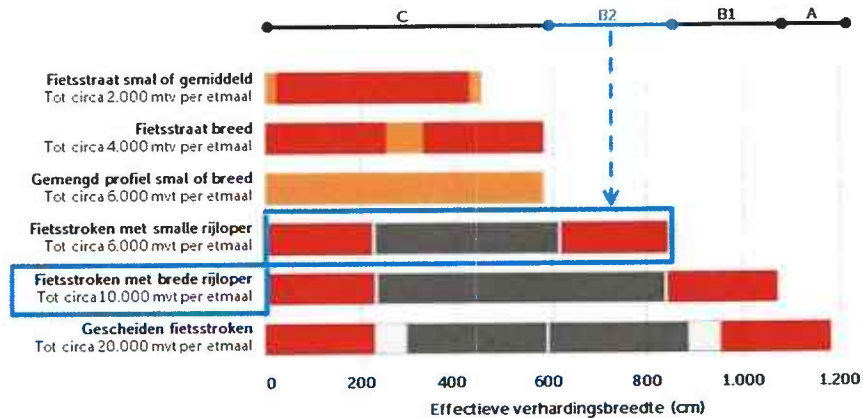 C B2 B1 A
Fietsstraat smal of gemiddeld
Tot circa 2.000 mtv per etmaal
Fietsstraat breed
Tot circa 4.000 mtv per etmaal
Gemengd profiel smal of breed
Tot circa 6.000 mtv per etmaal
Fietsstroken met smalle rijloper
Tot circa 6.000 mvt per etmaal
Fietsstroken met brede rijloper
Tot circa 10.000 mvt per etmaal
Gescheiden fietsstroken
Tot circa 20.000 mvt per etmaal
0 200 400 600 800 1.000 1.200
Effectieve verhardingsbreedte (cm)